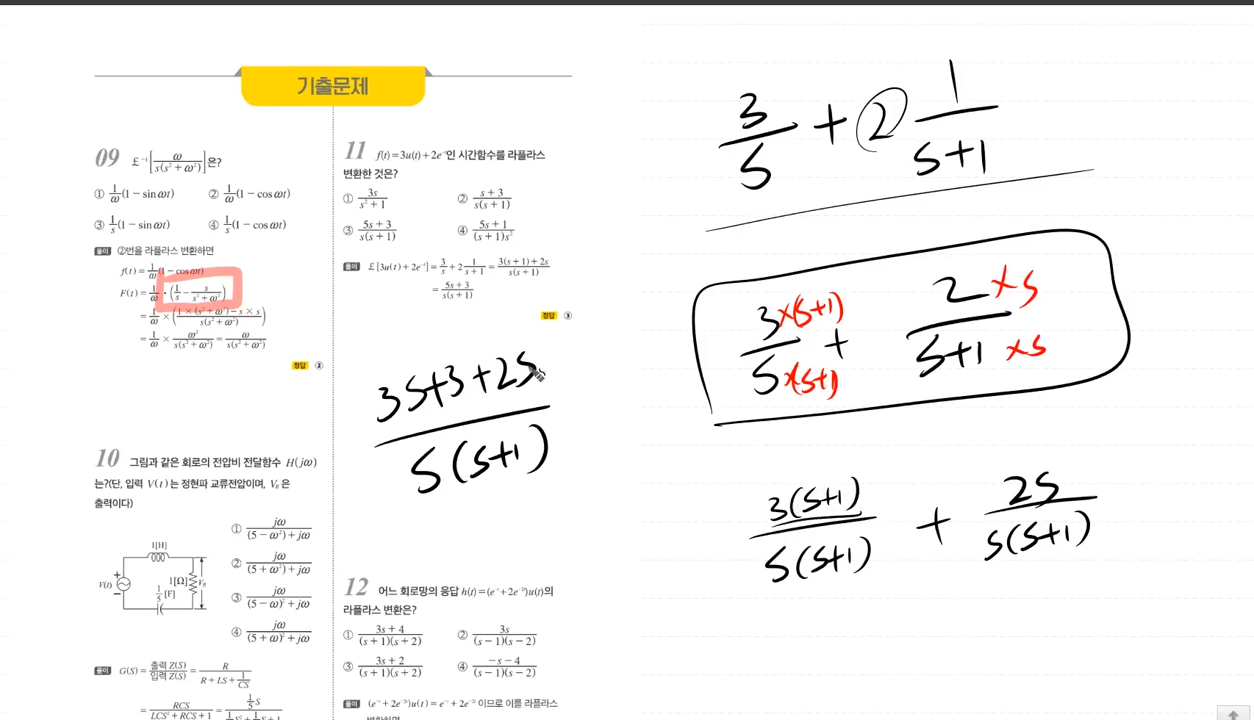 기출문제
09 £⁻¹[ω/(s(s²+ω²))]은?
① 1/ω(1-sin ωt) ② 1/ω(1-cos ωt)
③ 1/s(1-sin ωt) ④ 1/s(1-cos ωt)
풀이 ②번을 라플라스 변환하면
f(t)=1/ω(1-cos ωt)
F(t)=1/ω·(1/s-s/(s²+ω²))
=1/ω×((1×(s²+ω²)-s×s)/(s(s²+ω²)))
=1/ω×ω²/(s(s²+ω²))=ω/(s(s²+ω²))
정답 ②
10 그림과 같은 회로의 전압비 전달함수 H(jω)
는?(단, 입력 V(t)는 정현파 교류전압이며, V_R은
출력이다)
1[H]
V(t) + - 1/5[F] 1[Ω] V_R
① jω/((5-ω²)+jω)
② jω/((5+ω²)+jω)
③ jω/((5-ω)²+jω)
④ jω/((5+ω)²+jω)
풀이 G(S)=출력 Z(S)/입력 Z(S)=R/(R+LS+1/CS)
=RCS/(LCS²+RCS+1)=
11 f(t)=3u(t)+2e⁻ᵗ인 시간함수를 라플라스
변환한 것은?
① 3s/(s²+1) ② (s+3)/(s(s+1))
③ (5s+3)/(s(s+1)) ④ (5s+1)/((s+1)s²)
풀이 £[3u(t)+2e⁻ᵗ]=3/s+2 1/(s+1)=(3(s+1)+2s)/(s(s+1))
=(5s+3)/(s(s+1))
정답 ③
(3s+3+2s)/(s(s+1))
12 어느 회로망의 응답 h(t)=(e⁻ᵗ+2e⁻²ᵗ)u(t)의
라플라스 변환은?
① (3s+4)/((s+1)(s+2)) ② 3s/((s-1)(s-2))
③ (3s+2)/((s+1)(s+2)) ④ (-s-4)/((s-1)(s-2))
풀이 (e⁻ᵗ+2e⁻²ᵗ)u(t)=e⁻ᵗ+2e⁻²ᵗ이므로 이를 라플라스
변환하면
3/s + 2 1/(s+1)
3×(s+1)/s×(s+1) + 2×s/s+1×s
3(s+1)/s(s+1) + 2s/s(s+1)